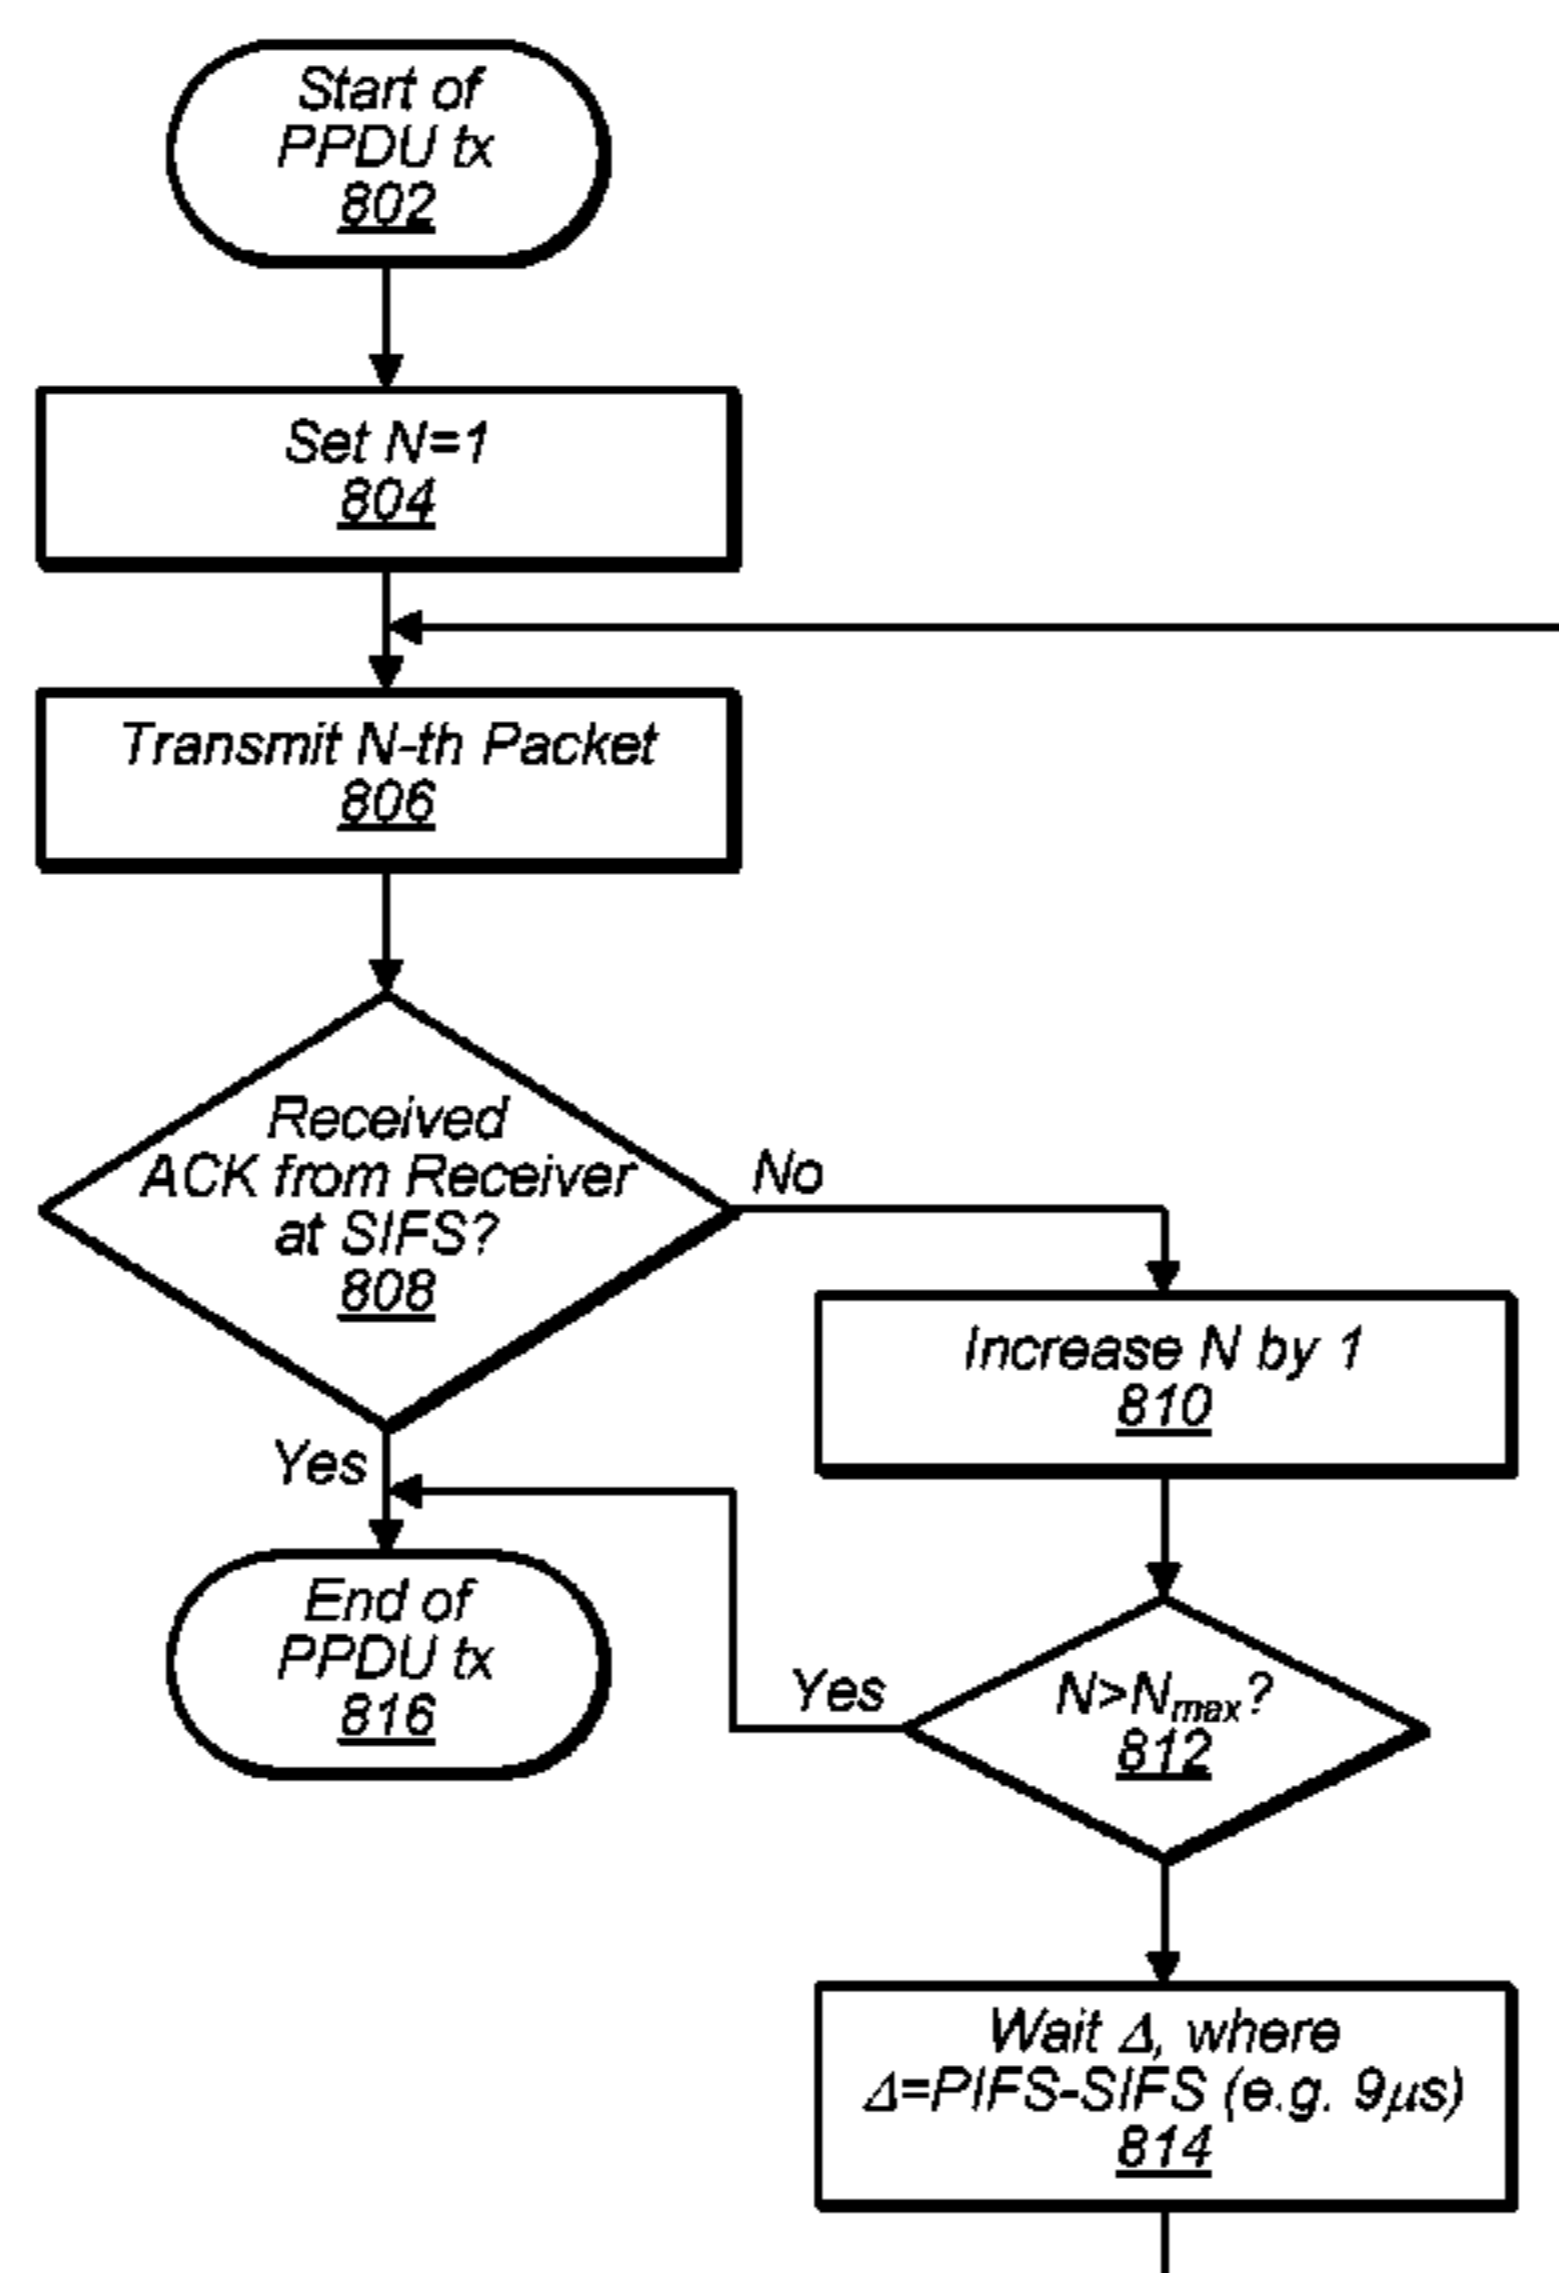 Start of
PPDU tx
802
Set N=1
804
Transmit N-th Packet
806
Received
ACK from Receiver
at SIFS?
808
No
Increase N by 1
810
Yes
End of
PPDU tx
816
Yes
N>Nmax?
812
Wait Δ, where
Δ=PIFS-SIFS (e.g. 9μs)
814